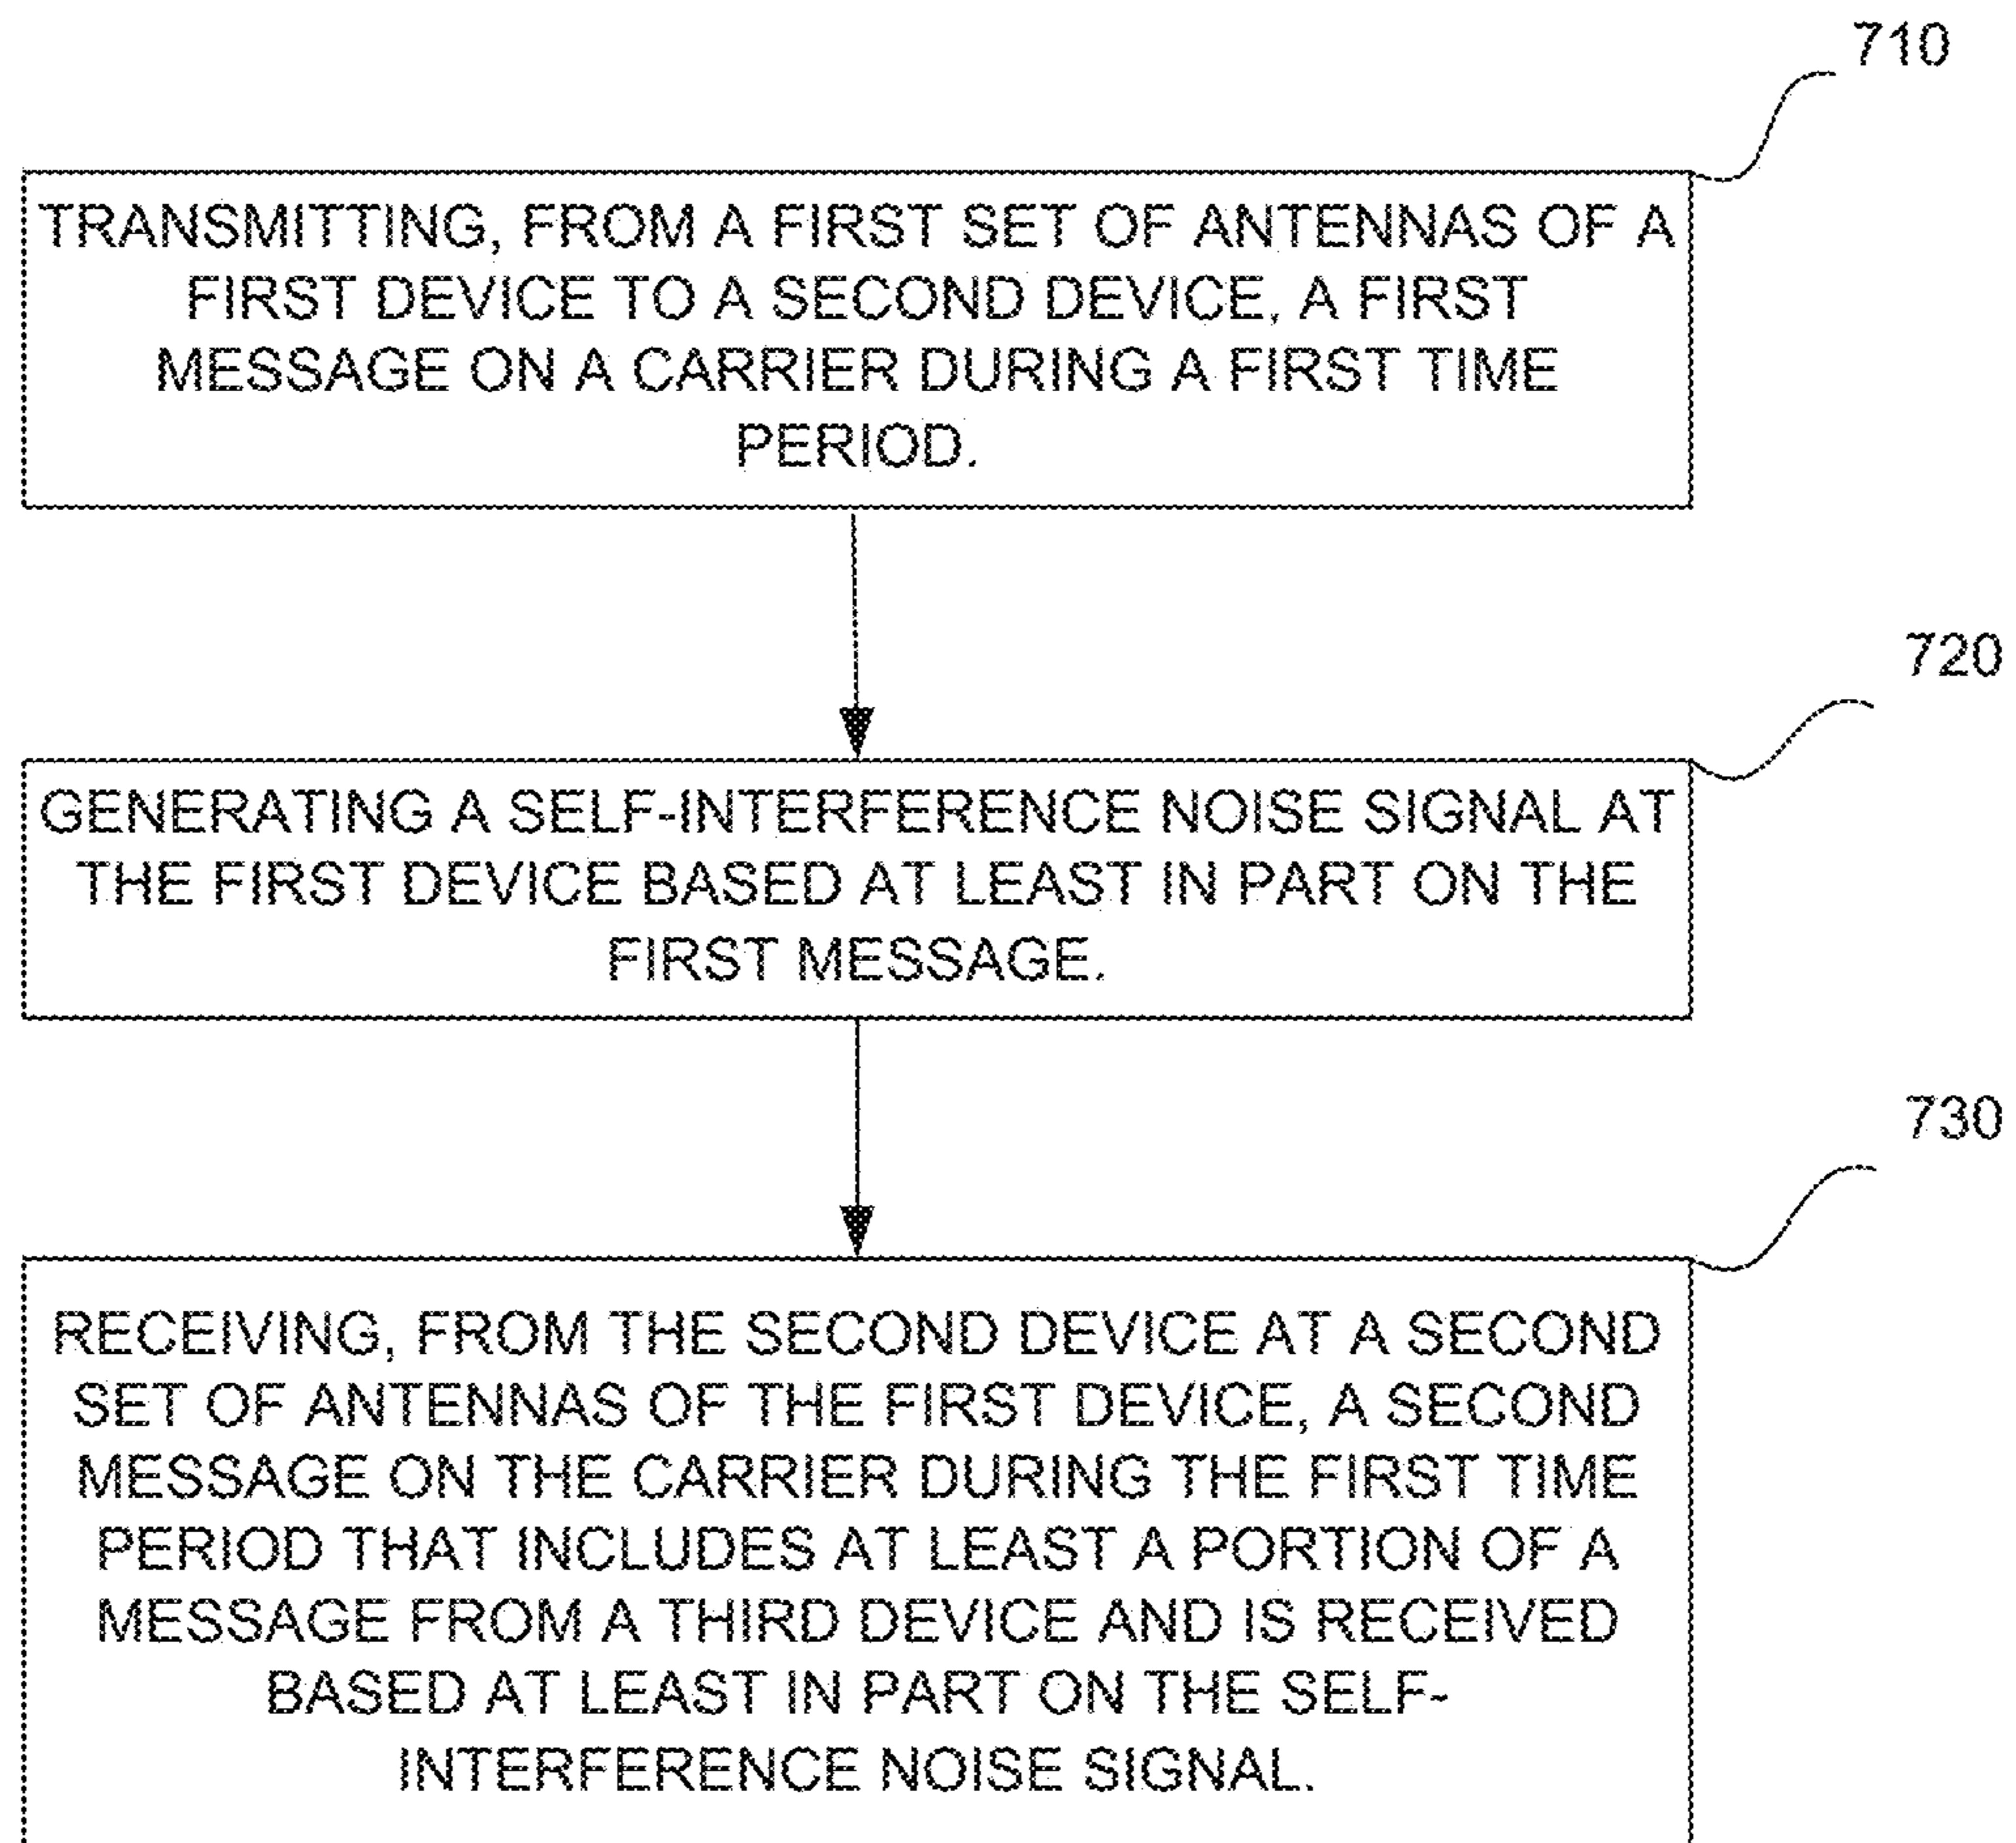 710
TRANSMITTING, FROM A FIRST SET OF ANTENNAS OF A
FIRST DEVICE TO A SECOND DEVICE, A FIRST
MESSAGE ON A CARRIER DURING A FIRST TIME
PERIOD.
720
GENERATING A SELF-INTERFERENCE NOISE SIGNAL AT
THE FIRST DEVICE BASED AT LEAST IN PART ON THE
FIRST MESSAGE.
730
RECEIVING, FROM THE SECOND DEVICE AT A SECOND
SET OF ANTENNAS OF THE FIRST DEVICE, A SECOND
MESSAGE ON THE CARRIER DURING THE FIRST TIME
PERIOD THAT INCLUDES AT LEAST A PORTION OF A
MESSAGE FROM A THIRD DEVICE AND IS RECEIVED
BASED AT LEAST IN PART ON THE SELF-
INTERFERENCE NOISE SIGNAL.